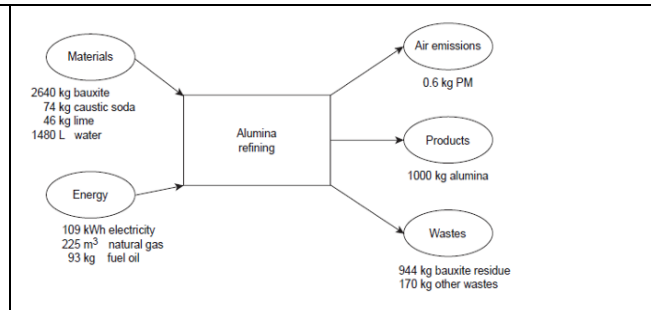 Materials
2640 kg bauxite
74 kg caustic soda
46 kg lime
1480 L water
Energy
109 kWh electricity
225 m³ natural gas
93 kg fuel oil
Alumina
refining
Air emissions
0.6 kg PM
Products
1000 kg alumina
Wastes
944 kg bauxite residue
170 kg other wastes